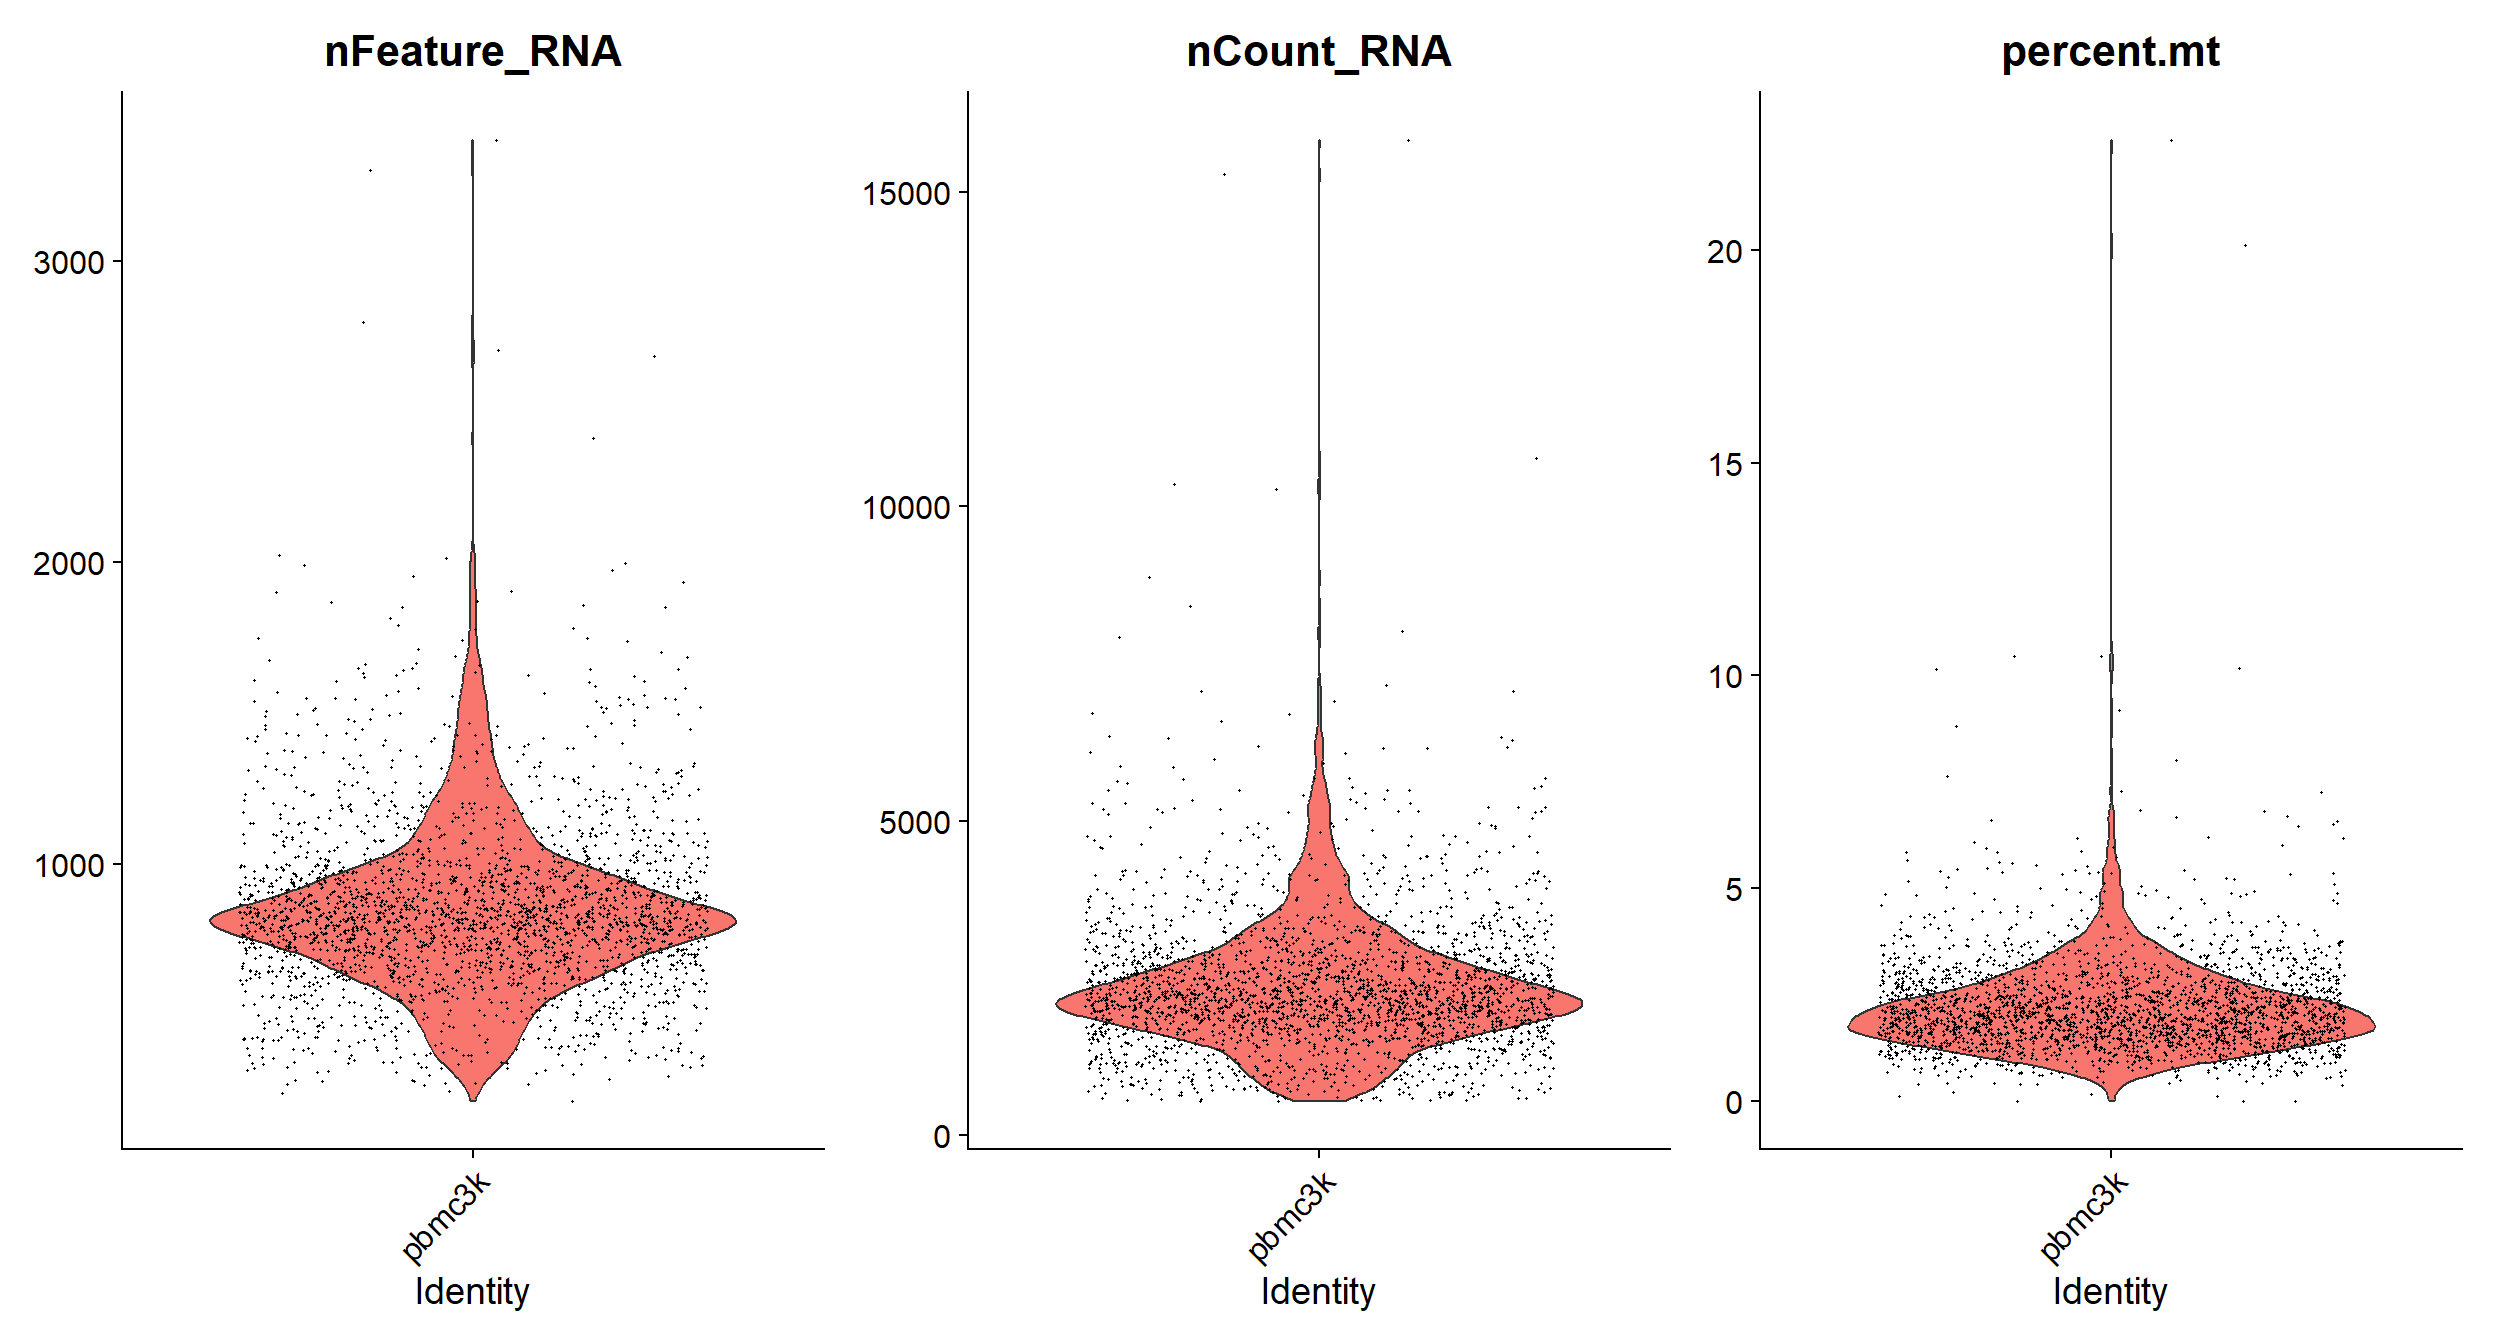 nFeature_RNA
3000
2000
1000
pbmc3k
Identity
nCount_RNA
15000
10000
5000
0
pbmc3k
Identity
percent.mt
20
15
10
5
0
pbmc3k
Identity